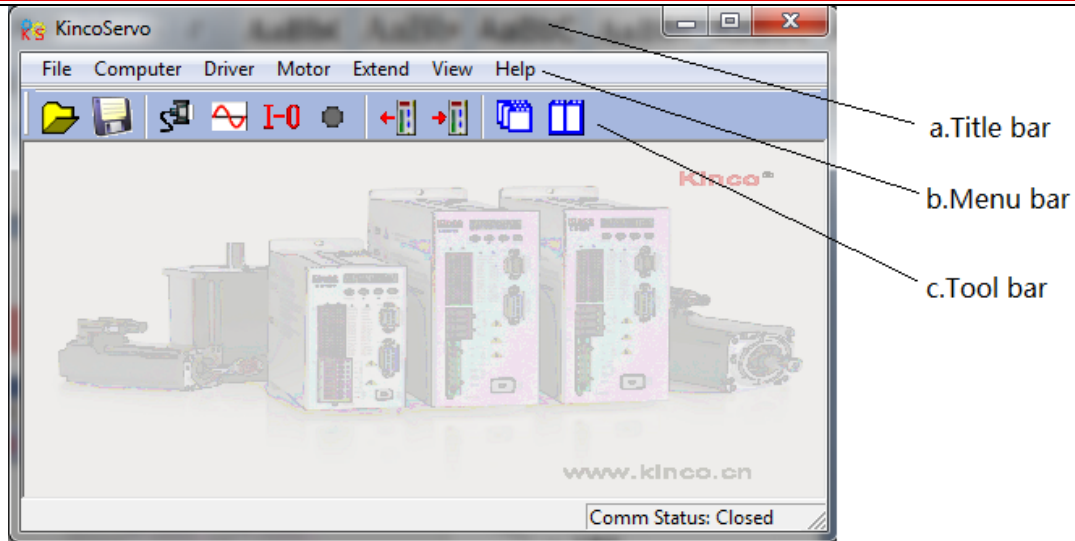 KincoServo
File Computer Driver Motor Extend View Help
I-0
a.Title bar
b.Menu bar
c.Tool bar
Kinco®
www.kinco.cn
Comm Status: Closed